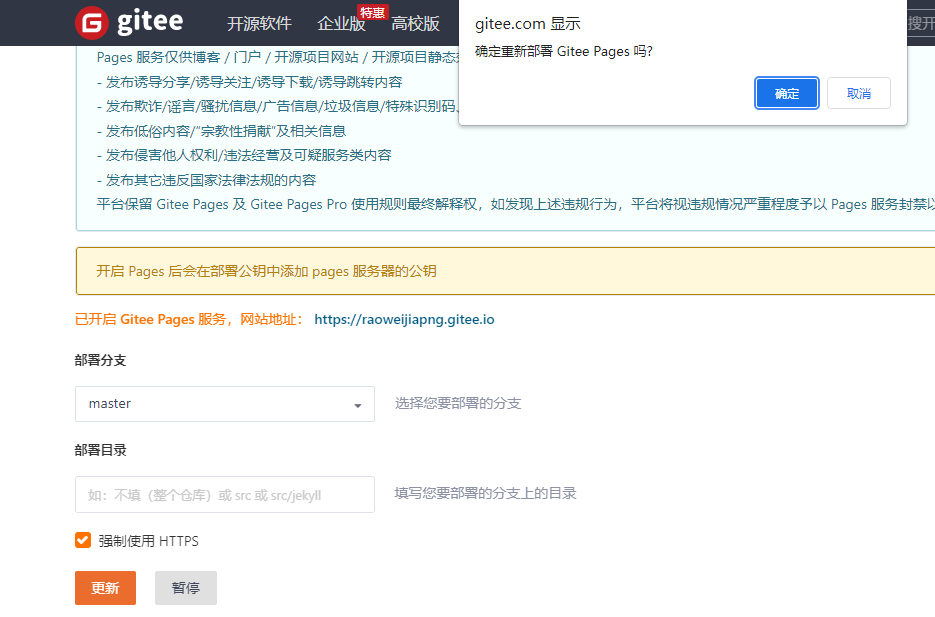 gitee
开源软件
企业版
特惠
高校版
搜开
gitee.com 显示
确定重新部署 Gitee Pages 吗?
确定
取消
Pages 服务仅供博客 / 门户 / 开源项目网站 / 开源项目静态
- 发布诱导分享/诱导关注/诱导下载/诱导跳转内容
- 发布欺诈/谣言/骚扰信息/广告信息/垃圾信息/特殊识别码、
- 发布低俗内容/“宗教性捐献”及相关信息
- 发布侵害他人权利/违法经营及可疑服务类内容
- 发布其它违反国家法律法规的内容
平台保留 Gitee Pages 及 Gitee Pages Pro 使用规则最终解释权，如发现上述违规行为，平台将视违规情况严重程度予以 Pages 服务封禁以
开启 Pages 后会在部署公钥中添加 pages 服务器的公钥
已开启 Gitee Pages 服务，网站地址： https://raoweijiapng.gitee.io
部署分支
master
选择您要部署的分支
部署目录
如：不填（整个仓库）或 src 或 src/jekyll
填写您要部署的分支上的目录
强制使用 HTTPS
更新
暂停